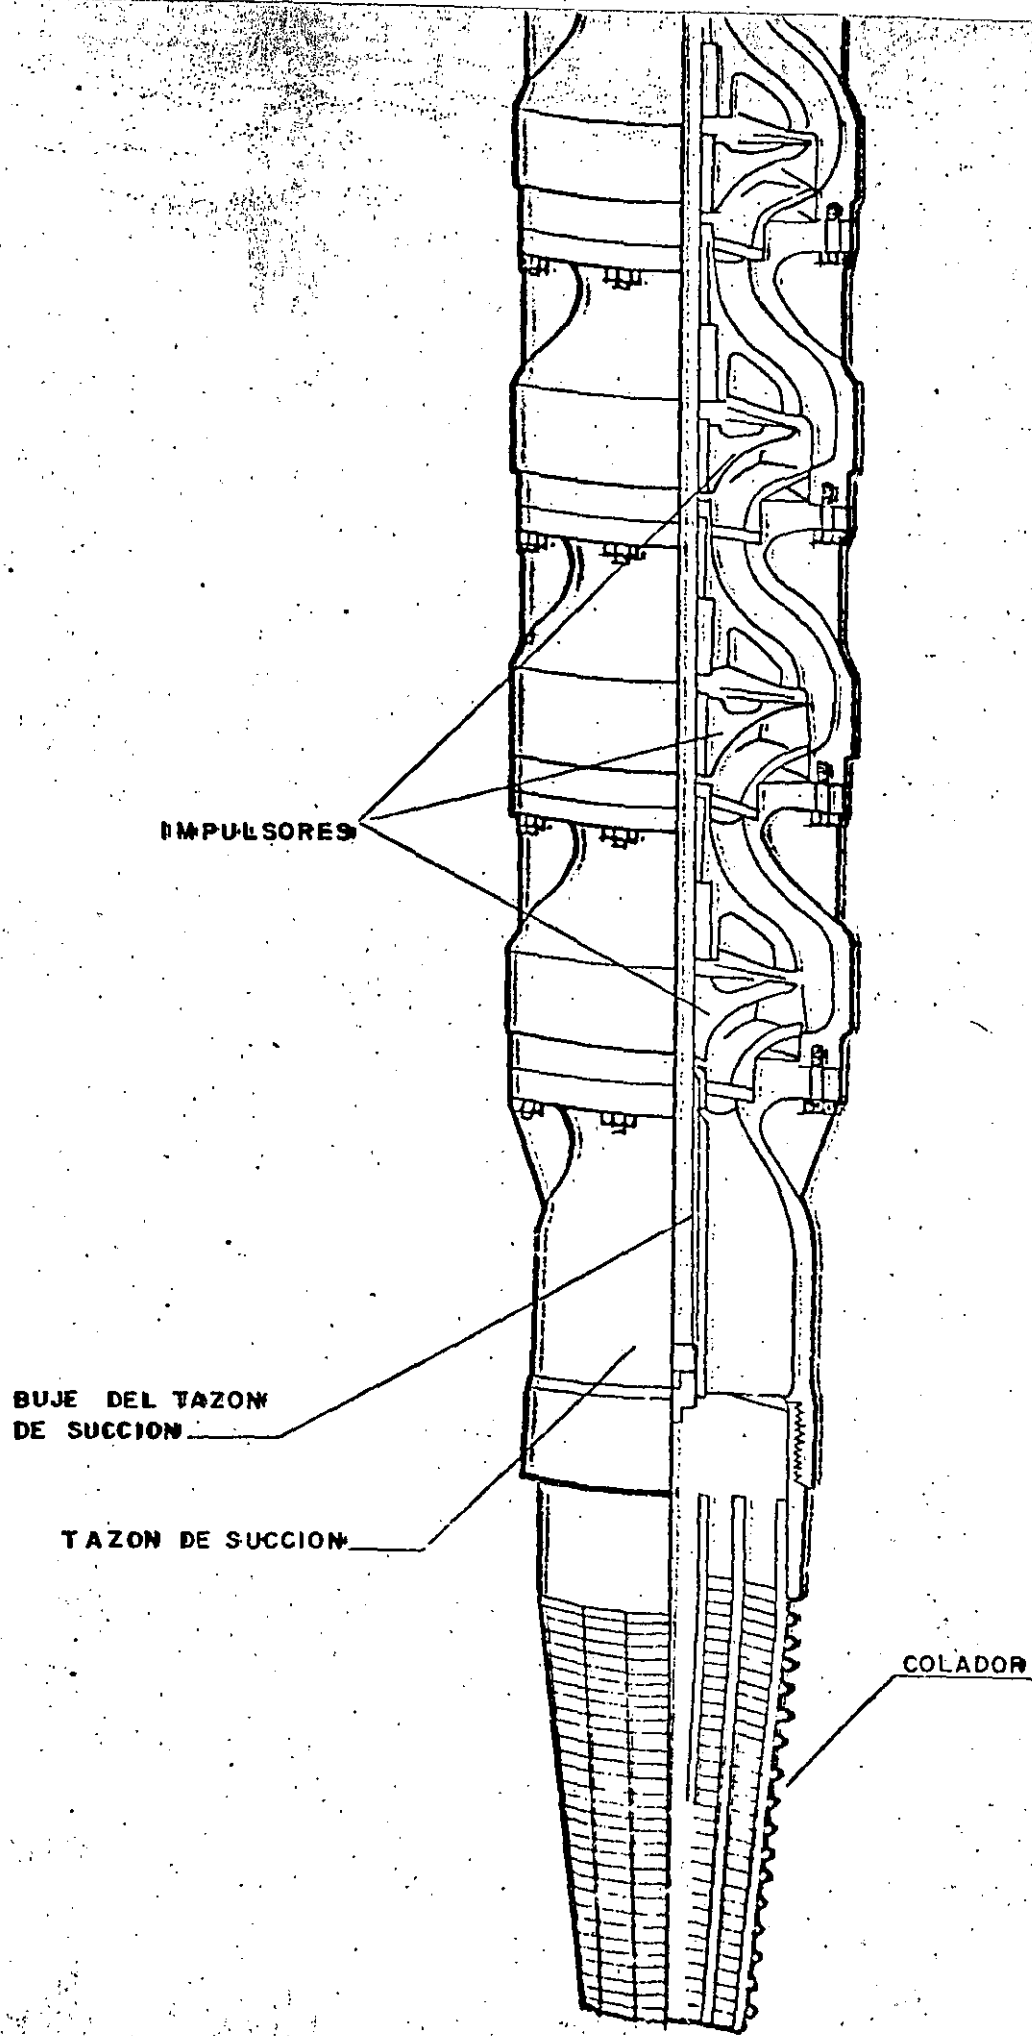 IMPULSORES
BUJE DEL TAZON
DE SUCCION
TAZON DE SUCCION
COLADOR